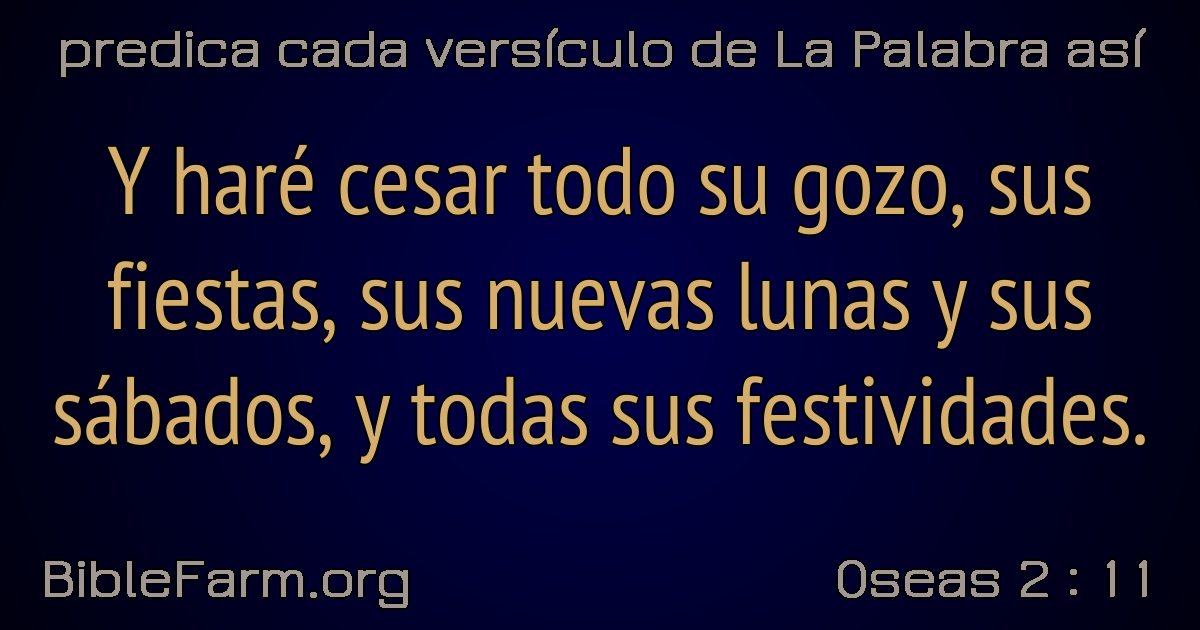 predica cada versículo de La Palabra así
Y haré cesar todo su gozo, sus
fiestas, sus nuevas lunas y sus
sábados, y todas sus festividades.
BibleFarm.org
Oseas 2 : 11